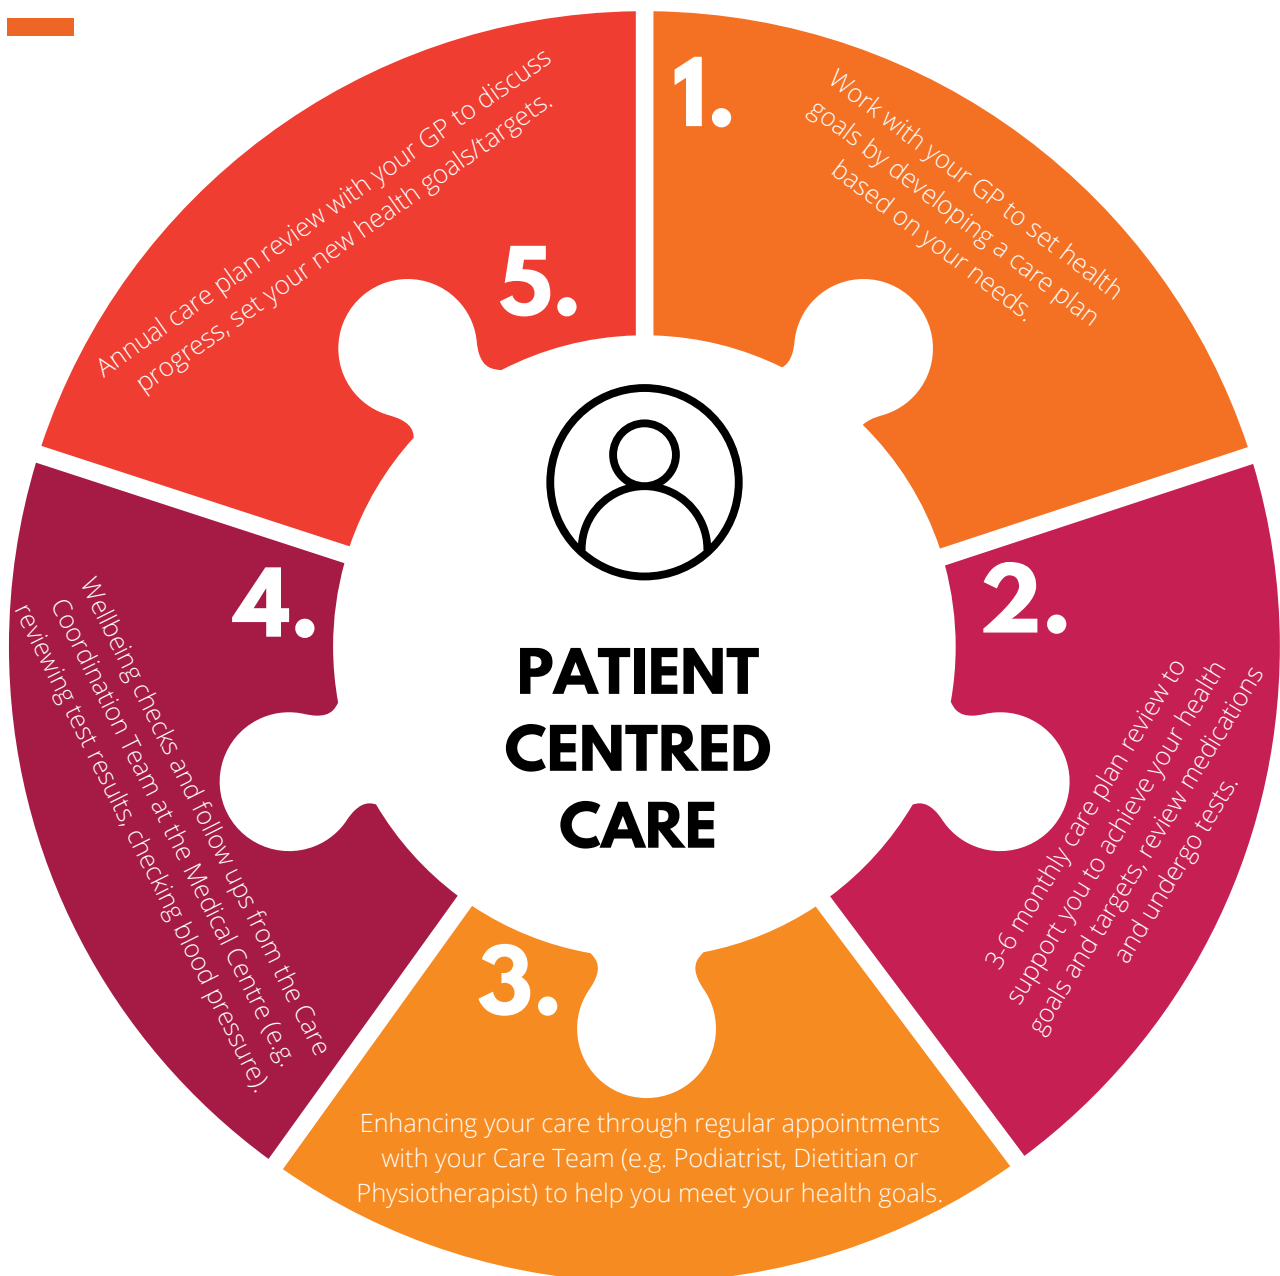 1.
Work with your GP to set health
goals by developing a care plan
based on your needs.
2.
3-6 monthly care plan review to
support you to achieve your health
goals and targets, review medications
and undergo tests.
3.
Enhancing your care through regular appointments
with your Care Team (e.g. Podiatrist, Dietitian or
Physiotherapist) to help you meet your health goals.
4.
Wellbeing checks and follow ups from the Care
Coordination Team at the Medical Centre (e.g.
reviewing test results, checking blood pressure).
5.
Annual care plan review with your GP to discuss
progress, set your new health goals/targets.
PATIENT
CENTRED
CARE